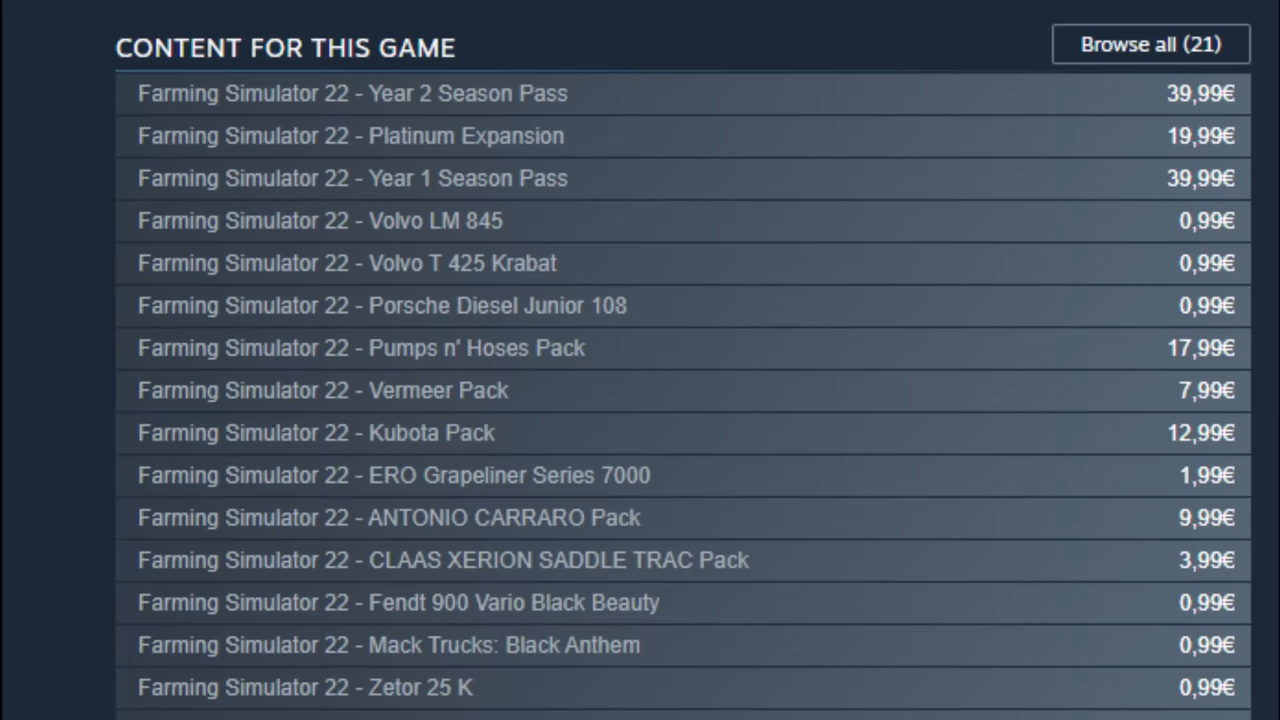 CONTENT FOR THIS GAME Browse all (21)
Farming Simulator 22 - Year 2 Season Pass 39,99€
Farming Simulator 22 - Platinum Expansion 19,99€
Farming Simulator 22 - Year 1 Season Pass 39,99€
Farming Simulator 22 - Volvo LM 845 0,99€
Farming Simulator 22 - Volvo T 425 Krabat 0,99€
Farming Simulator 22 - Porsche Diesel Junior 108 0,99€
Farming Simulator 22 - Pumps n' Hoses Pack 17,99€
Farming Simulator 22 - Vermeer Pack 7,99€
Farming Simulator 22 - Kubota Pack 12,99€
Farming Simulator 22 - ERO Grapeliner Series 7000 1,99€
Farming Simulator 22 - ANTONIO CARRARO Pack 9,99€
Farming Simulator 22 - CLAAS XERION SADDLE TRAC Pack 3,99€
Farming Simulator 22 - Fendt 900 Vario Black Beauty 0,99€
Farming Simulator 22 - Mack Trucks: Black Anthem 0,99€
Farming Simulator 22 - Zetor 25 K 0,99€